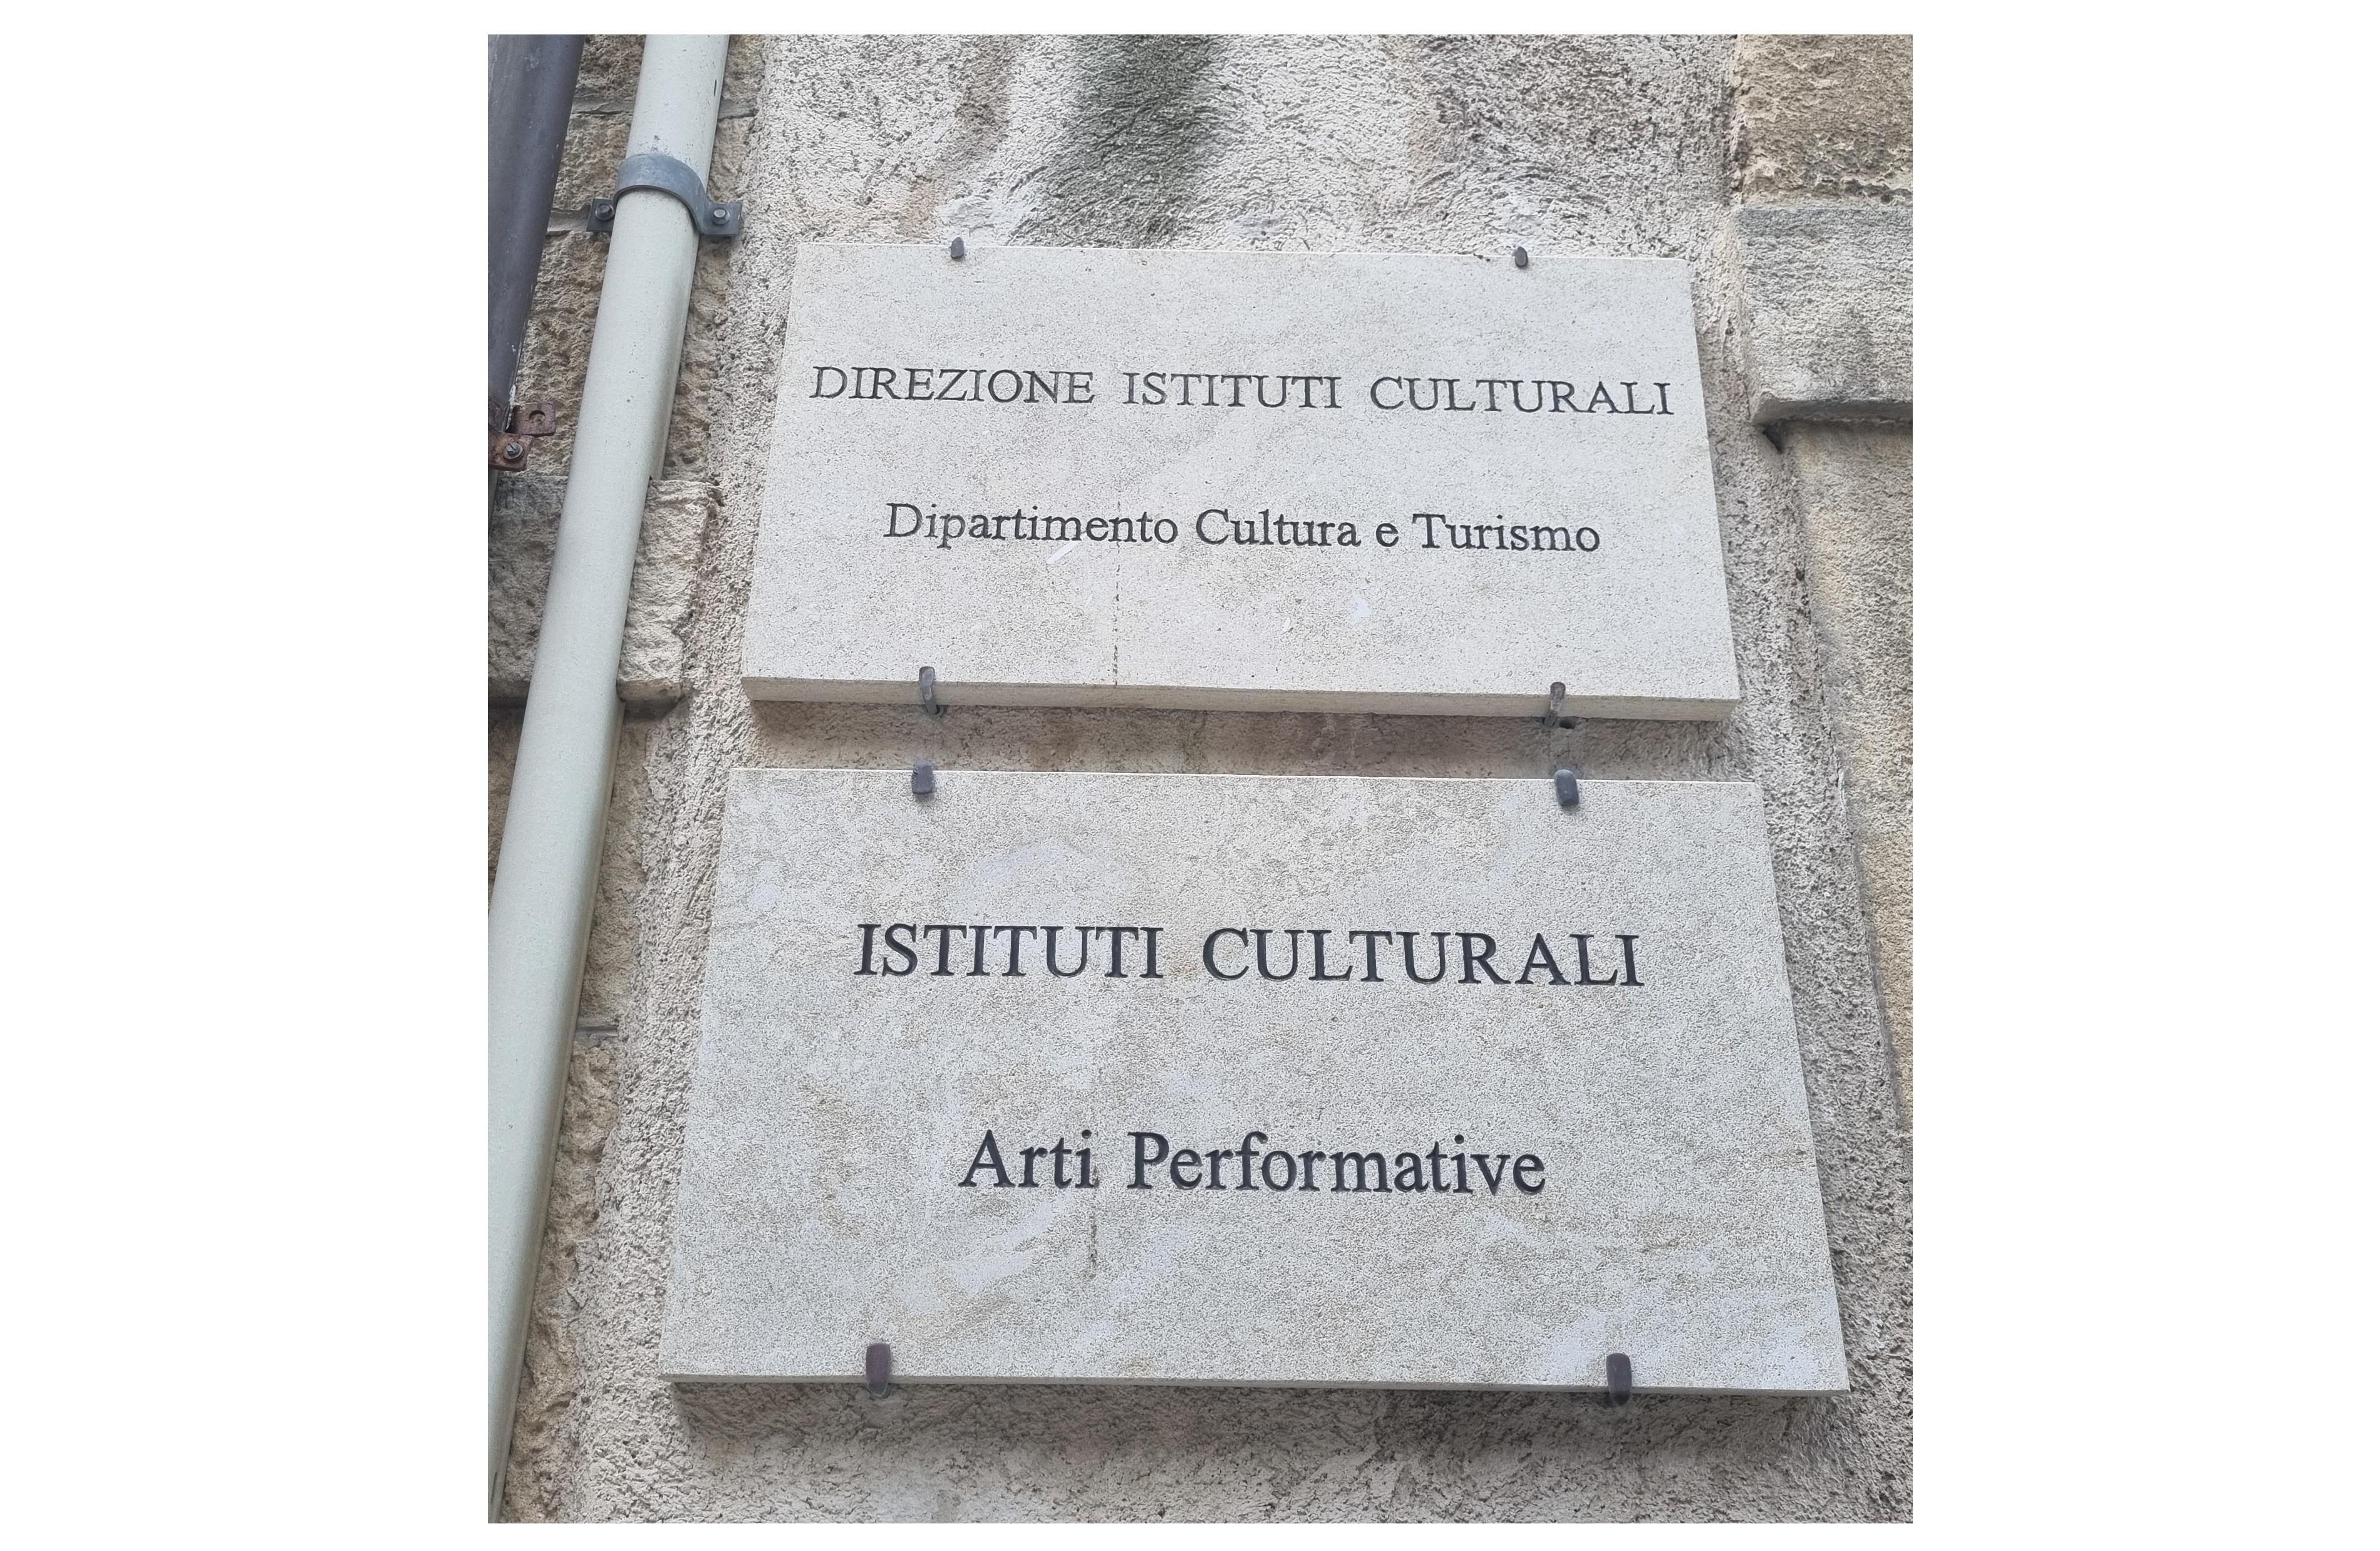 DIREZIONE ISTITUTI CULTURALI
Dipartimento Cultura e Turismo
ISTITUTI CULTURALI
Arti Performative